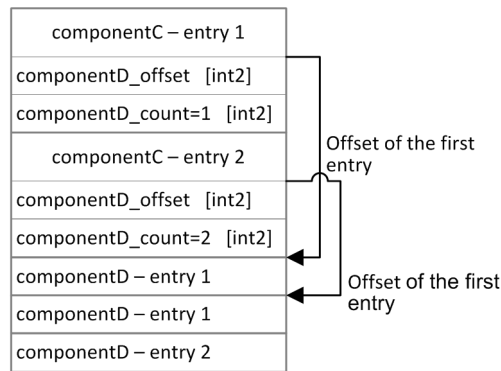 componentC – entry 1
componentD_offset [int2]
componentD_count=1 [int2]
componentC – entry 2
componentD_offset [int2]
componentD_count=2 [int2]
componentD – entry 1
componentD – entry 1
componentD – entry 2
Offset of the first
entry
Offset of the first
entry